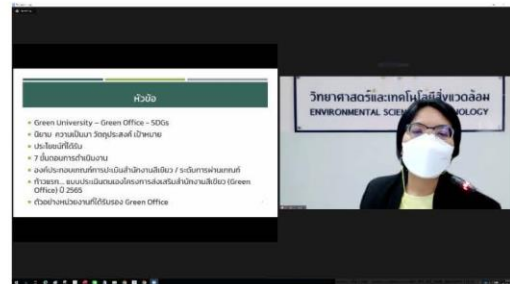 หัวข้อ
Green University – Green Office – SDGs
นิยาม ความเป็นมา วัตถุประสงค์ เป้าหมาย
ประโยชน์ที่ได้รับ
7 ขั้นตอนการดำเนินงาน
องค์ประกอบเกณฑ์การประเมินสำนักงานสีเขียว / ระดับการผ่านเกณฑ์
ก้าวแรก... แบบประเมินตนเองโครงการส่งเสริมสำนักงานสีเขียว (Green
Office) ปี 2565
ตัวอย่างหน่วยงานที่ได้รับรอง Green Office
วิทยาศาสตร์และเทคโนโลยีสิ่งแวดล้อม
ENVIRONMENTAL